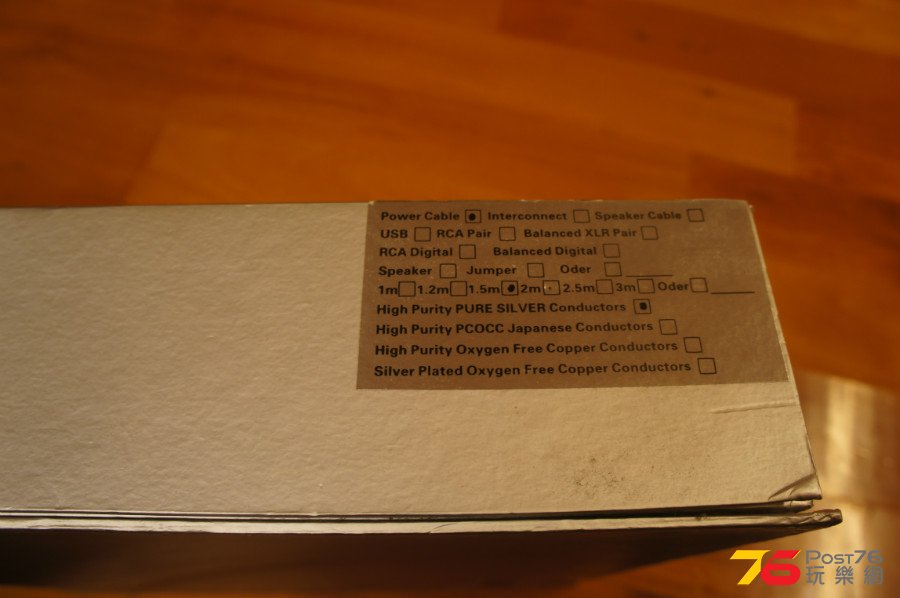 Power Cable Interconnect Speaker Cable
USB RCA Pair Balanced XLR Pair
RCA Digital Balanced Digital
Speaker Jumper Oder
1m 1.2m 1.5m 2m 2.5m 3m Oder
High Purity PURE SILVER Conductors
High Purity PCOCC Japanese Conductors
High Purity Oxygen Free Copper Conductors
Silver Plated Oxygen Free Copper Conductors
76 Post76
玩樂網